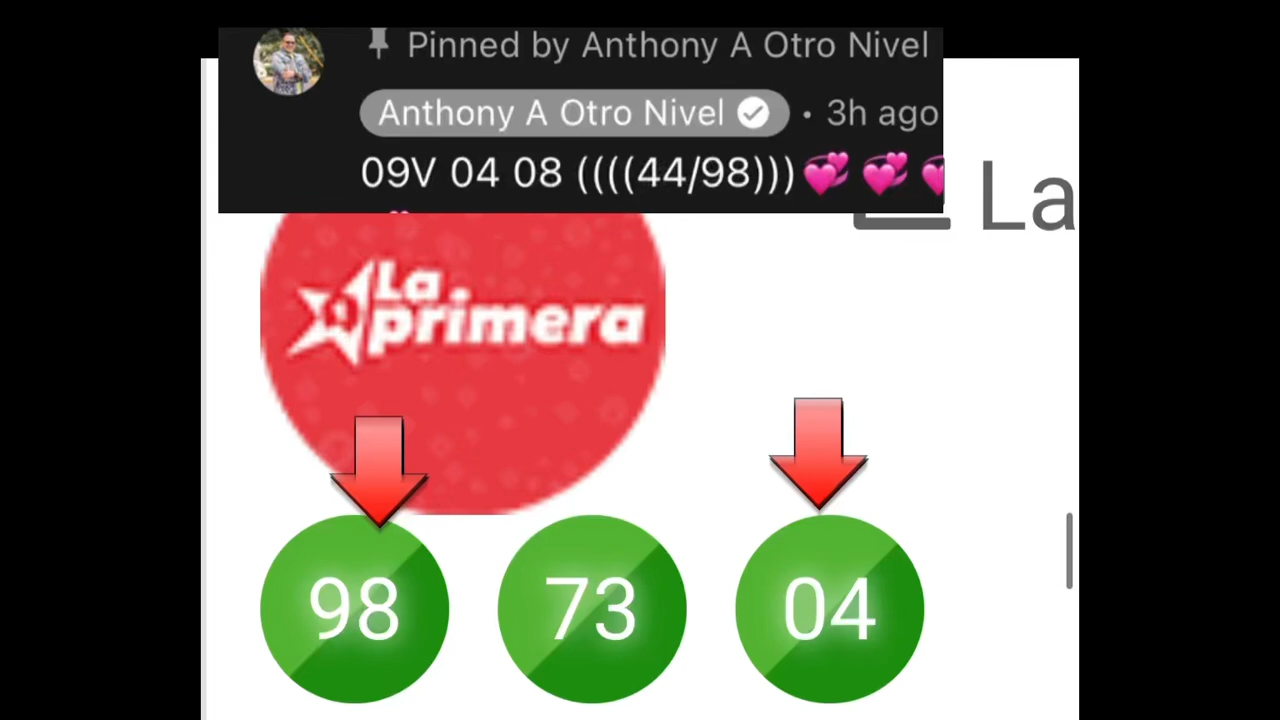 Pinned by Anthony A Otro Nivel
Anthony A Otro Nivel • 3h ago
09V 04 08 ((((44/98)))💞 💞 💞
La
La
primera
98 73 04